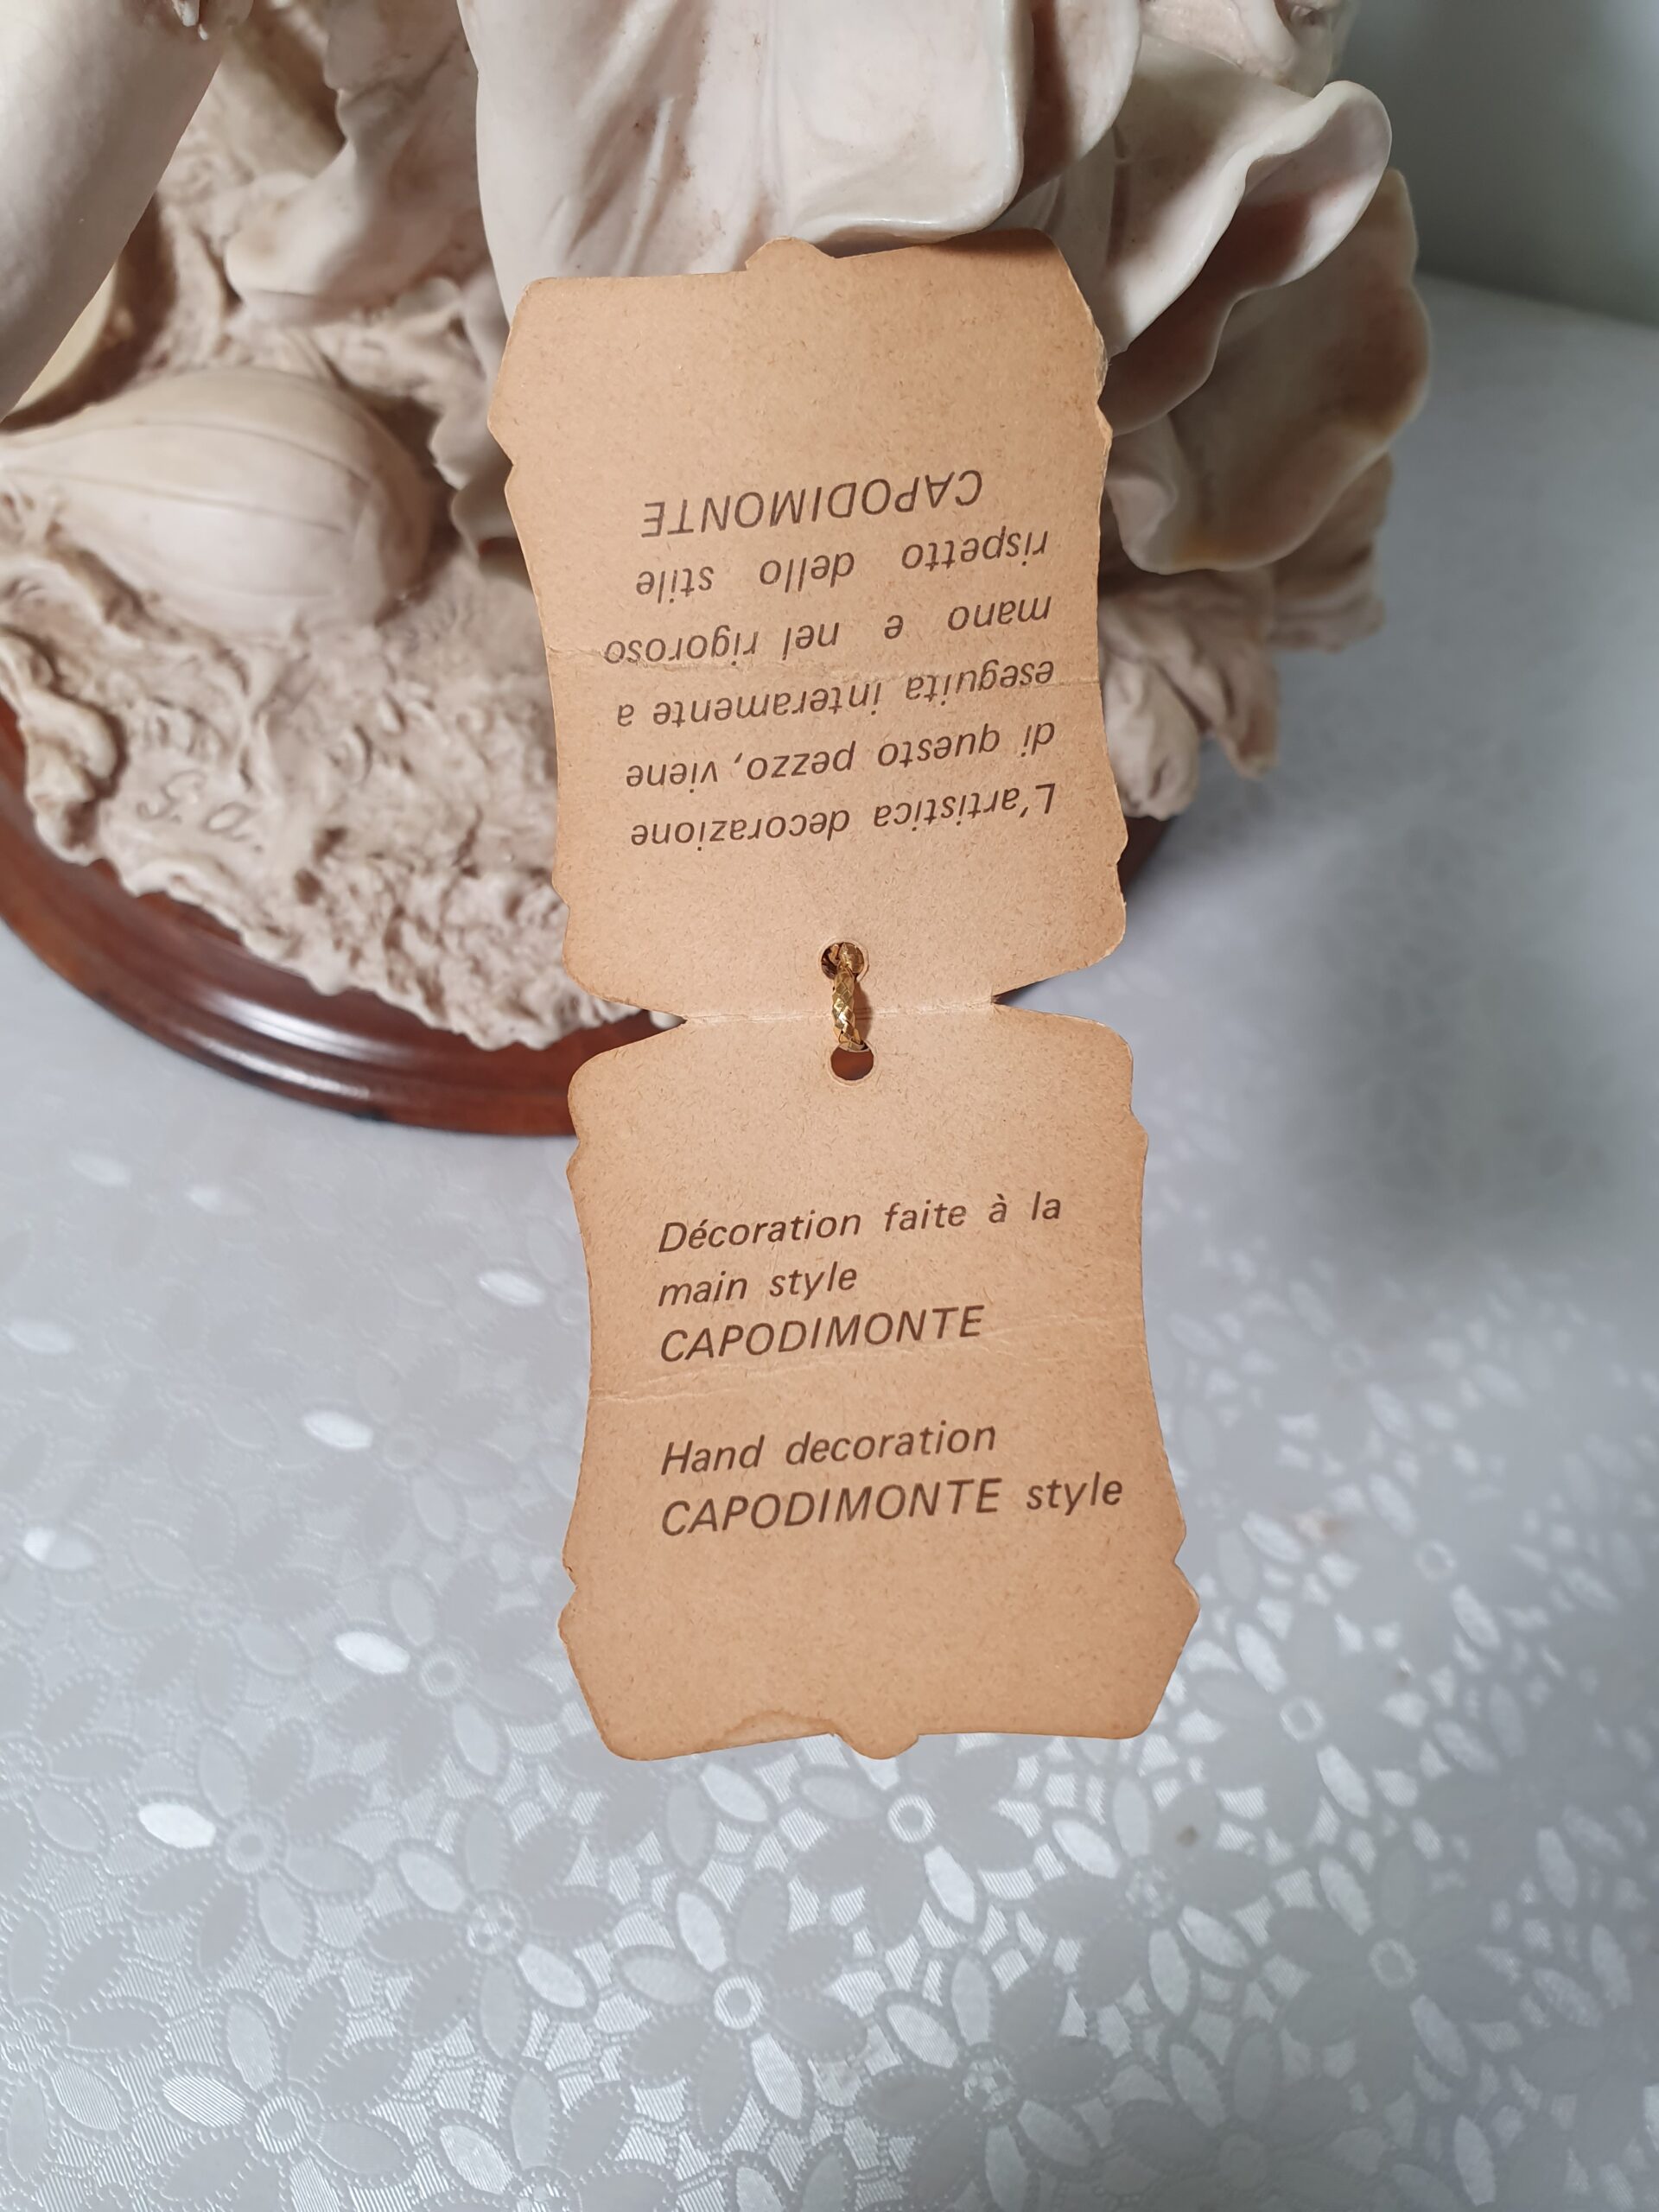 L'artistica decorazione
di questo pezzo, viene
eseguita interamente a
mano e nel rigoroso
rispetto dello stile
CAPODIMONTE
Décoration faite à la
main style
CAPODIMONTE
Hand decoration
CAPODIMONTE style